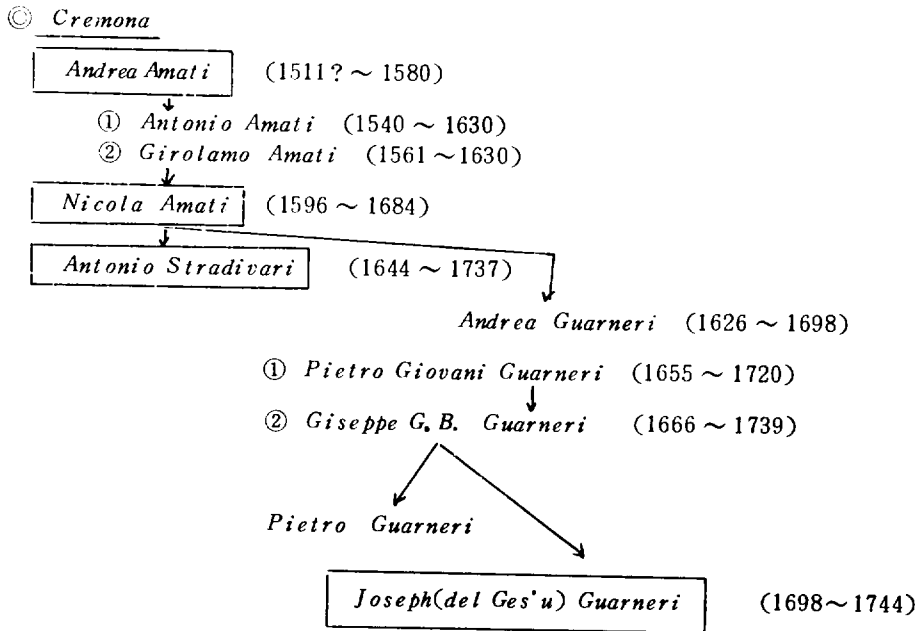 ◎ Cremona
Andrea Amati (1511? ~ 1580)
① Antonio Amati (1540 ~ 1630)
② Girolamo Amati (1561 ~ 1630)
Nicola Amati (1596 ~ 1684)
Antonio Stradivari (1644 ~ 1737)
Andrea Guarneri (1626 ~ 1698)
① Pietro Giovani Guarneri (1655 ~ 1720)
② Giseppe G. B. Guarneri (1666 ~ 1739)
Pietro Guarneri
Joseph(del Ges'u) Guarneri (1698~1744)